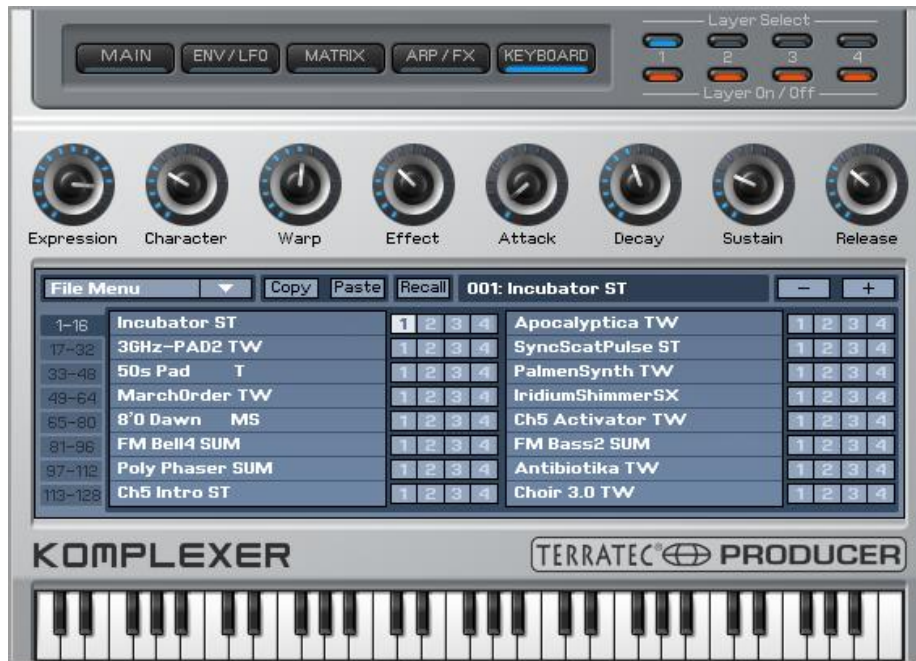 Layer Select
MAIN ENV/LFO MATRIX ARP/FX KEYBOARD
1 2 3 4
Layer On/Off
Expression Character Warp Effect Attack Decay Sustain Release
File Menu Copy Paste Recall 001: Incubator ST − +
1-16 Incubator ST 1 2 3 4 Apocalyptica TW 1 2 3 4
17-32 3GHz-PAD2 TW 1 2 3 4 SyncScatPulse ST 1 2 3 4
33-48 50s Pad T 1 2 3 4 PalmenSynth TW 1 2 3 4
49-64 MarchOrder TW 1 2 3 4 IridiumShimmerSX 1 2 3 4
65-80 8'0 Dawn MS 1 2 3 4 Ch5 Activator TW 1 2 3 4
81-96 FM Bell4 SUM 1 2 3 4 FM Bass2 SUM 1 2 3 4
97-112 Poly Phaser SUM 1 2 3 4 Antibiotika TW 1 2 3 4
113-128 Ch5 Intro ST 1 2 3 4 Choir 3.0 TW 1 2 3 4
KOMPLEXER TERRATEC® PRODUCER